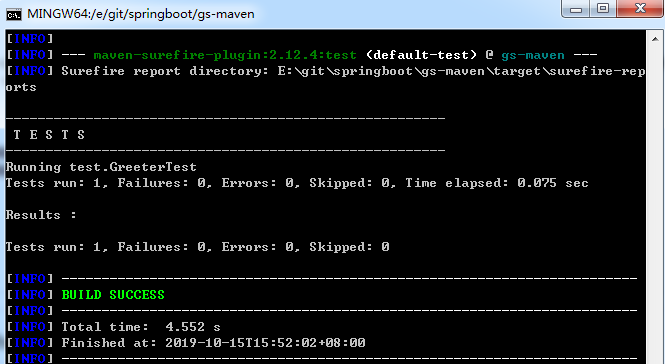 MINGW64:/e/git/springboot/gs-maven
[INFO]
[INFO] --- maven-surefire-plugin:2.12.4:test (default-test) @ gs-maven ---
[INFO] Surefire report directory: E:\git\springboot\gs-maven\target\surefire-rep
orts
-------------------------------------------------------
 T E S T S
-------------------------------------------------------
Running test.GreeterTest
Tests run: 1, Failures: 0, Errors: 0, Skipped: 0, Time elapsed: 0.075 sec
Results :
Tests run: 1, Failures: 0, Errors: 0, Skipped: 0
[INFO] ------------------------------------------------------------------------
[INFO] BUILD SUCCESS
[INFO] ------------------------------------------------------------------------
[INFO] Total time:  4.552 s
[INFO] Finished at: 2019-10-15T15:52:02+08:00
[INFO] ------------------------------------------------------------------------